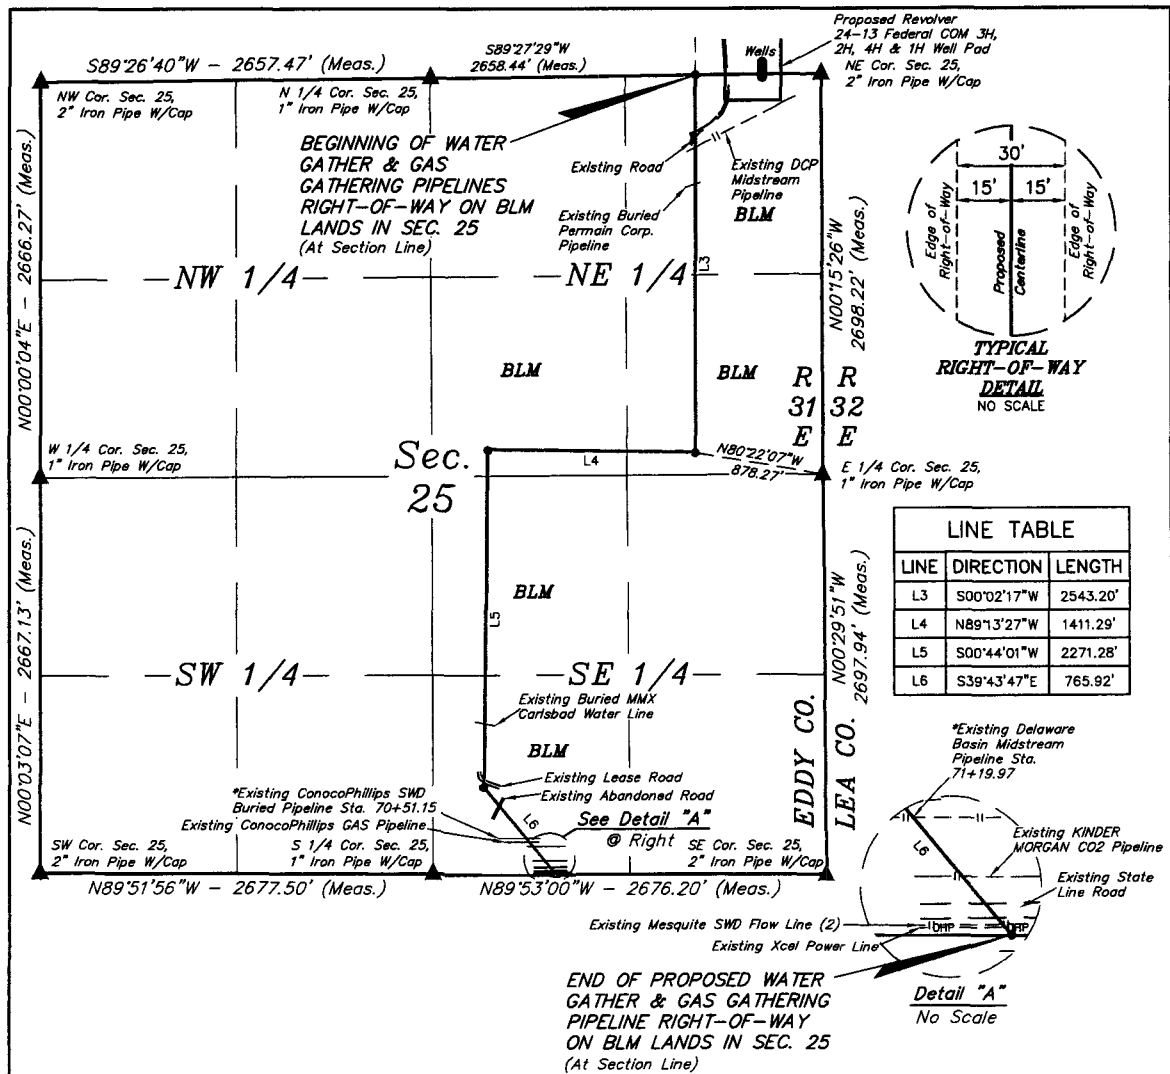 S89°26'40"W - 2657.47' (Meas.)
S89°27'29"W
2658.44' (Meas.)
Proposed Revolver
24-13 Federal COM 3H,
2H, 4H & 1H Well Pad
Wells
NE Cor. Sec. 25,
2" Iron Pipe W/Cap
NW Cor. Sec. 25,
2" Iron Pipe W/Cap
N 1/4 Cor. Sec. 25,
1" Iron Pipe W/Cap
BEGINNING OF WATER
GATHER & GAS
GATHERING PIPELINES
RIGHT-OF-WAY ON BLM
LANDS IN SEC. 25
(At Section Line)
Existing Road
Existing DCP
Midstream
Pipeline
Existing Buried
Permain Corp.
Pipeline
BLM
30'
15' 15'
Edge of
Right-of-Way
Proposed
Centerline
Edge of
Right-of-Way
TYPICAL
RIGHT-OF-WAY
DETAIL
NO SCALE
N00°00'04"E - 2666.27' (Meas.)
NW 1/4
NE 1/4
L3
N00°15'26"W
2698.22' (Meas.)
BLM
BLM
R R
31 32
E E
W 1/4 Cor. Sec. 25,
1" Iron Pipe W/Cap
Sec.
25
L4
N80°22'07"W
878.27'
E 1/4 Cor. Sec. 25,
1" Iron Pipe W/Cap
LINE TABLE
LINE DIRECTION LENGTH
L3 S00°02'17"W 2543.20'
L4 N89°13'27"W 1411.29'
L5 S00°44'01"W 2271.28'
L6 S39°43'47"E 765.92'
N00°03'07"E - 2667.13' (Meas.)
BLM
L5
N00°29'51"W
2697.94' (Meas.)
SW 1/4
SE 1/4
Existing Buried MMX
Carlsbad Water Line
BLM
EDDY CO.
LEA CO.
Existing Lease Road
Existing Abandoned Road
*Existing ConocoPhillips SWD
Buried Pipeline Sta. 70+51.15
Existing ConocoPhillips GAS Pipeline
L6
See Detail "A"
@ Right
SW Cor. Sec. 25,
2" Iron Pipe W/Cap
S 1/4 Cor. Sec. 25,
1" Iron Pipe W/Cap
SE Cor. Sec. 25,
2" Iron Pipe W/Cap
N89°51'56"W - 2677.50' (Meas.)
N89°53'00"W - 2676.20' (Meas.)
*Existing Delaware
Basin Midstream
Pipeline Sta.
71+19.97
L6
Existing KINDER
MORGAN CO2 Pipeline
Existing State
Line Road
Existing Mesquite SWD Flow Line (2)
Existing Xcel Power Line
OHP OHP
END OF PROPOSED WATER
GATHER & GAS GATHERING
PIPELINE RIGHT-OF-WAY
ON BLM LANDS IN SEC. 25
(At Section Line)
Detail "A"
No Scale